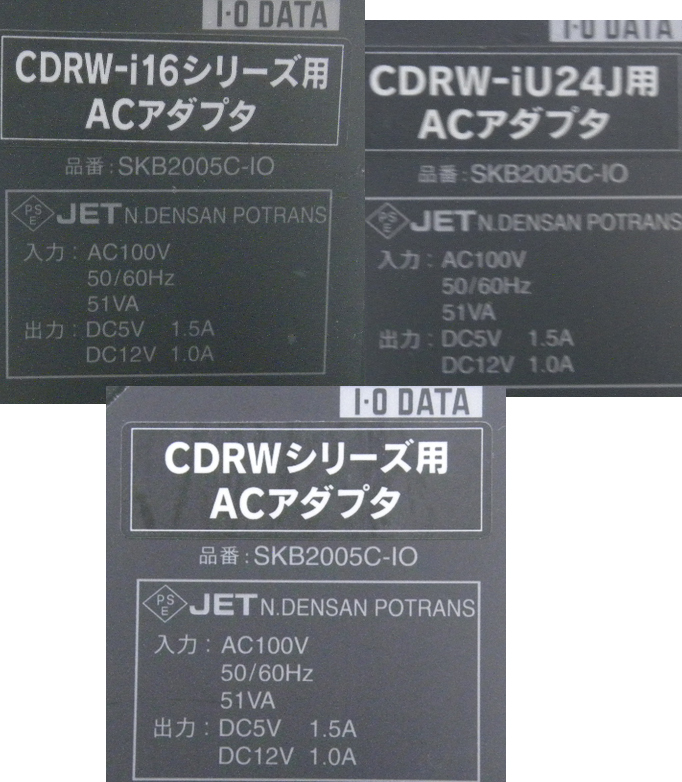 I·O DATA
CDRW-i16シリーズ用
ACアダプタ
品番:SKB2005C-IO
PS
E
JET N.DENSAN POTRANS
入力:AC100V
50/60Hz
51VA
出力:DC5V 1.5A
DC12V 1.0A
I·O DATA
CDRW-iU24J用
ACアダプタ
品番:SKB2005C-IO
PS
E
JET N.DENSAN POTRANS
入力:AC100V
50/60Hz
51VA
出力:DC5V 1.5A
DC12V 1.0A
I·O DATA
CDRWシリーズ用
ACアダプタ
品番:SKB2005C-IO
PS
E
JET N.DENSAN POTRANS
入力:AC100V
50/60Hz
51VA
出力:DC5V 1.5A
DC12V 1.0A